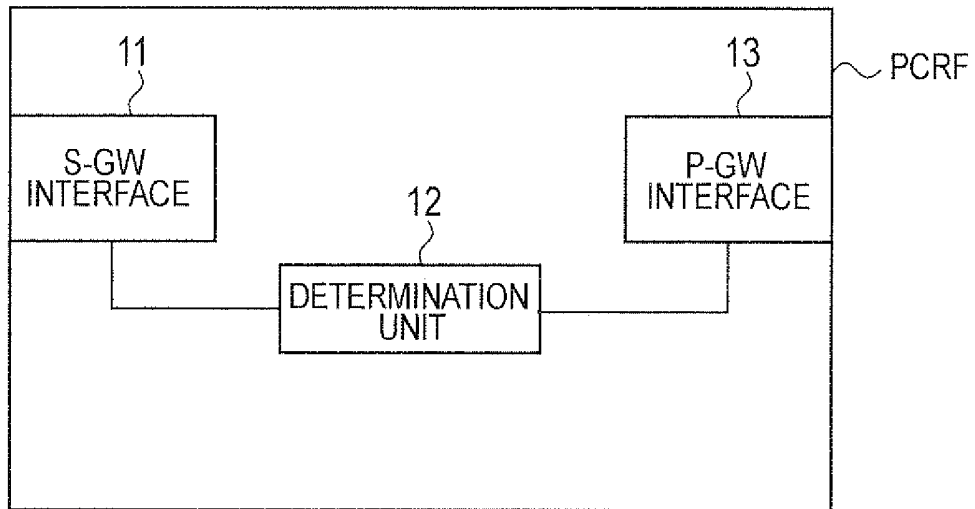 11
13
PCRF
S-GW
INTERFACE
P-GW
INTERFACE
12
DETERMINATION
UNIT